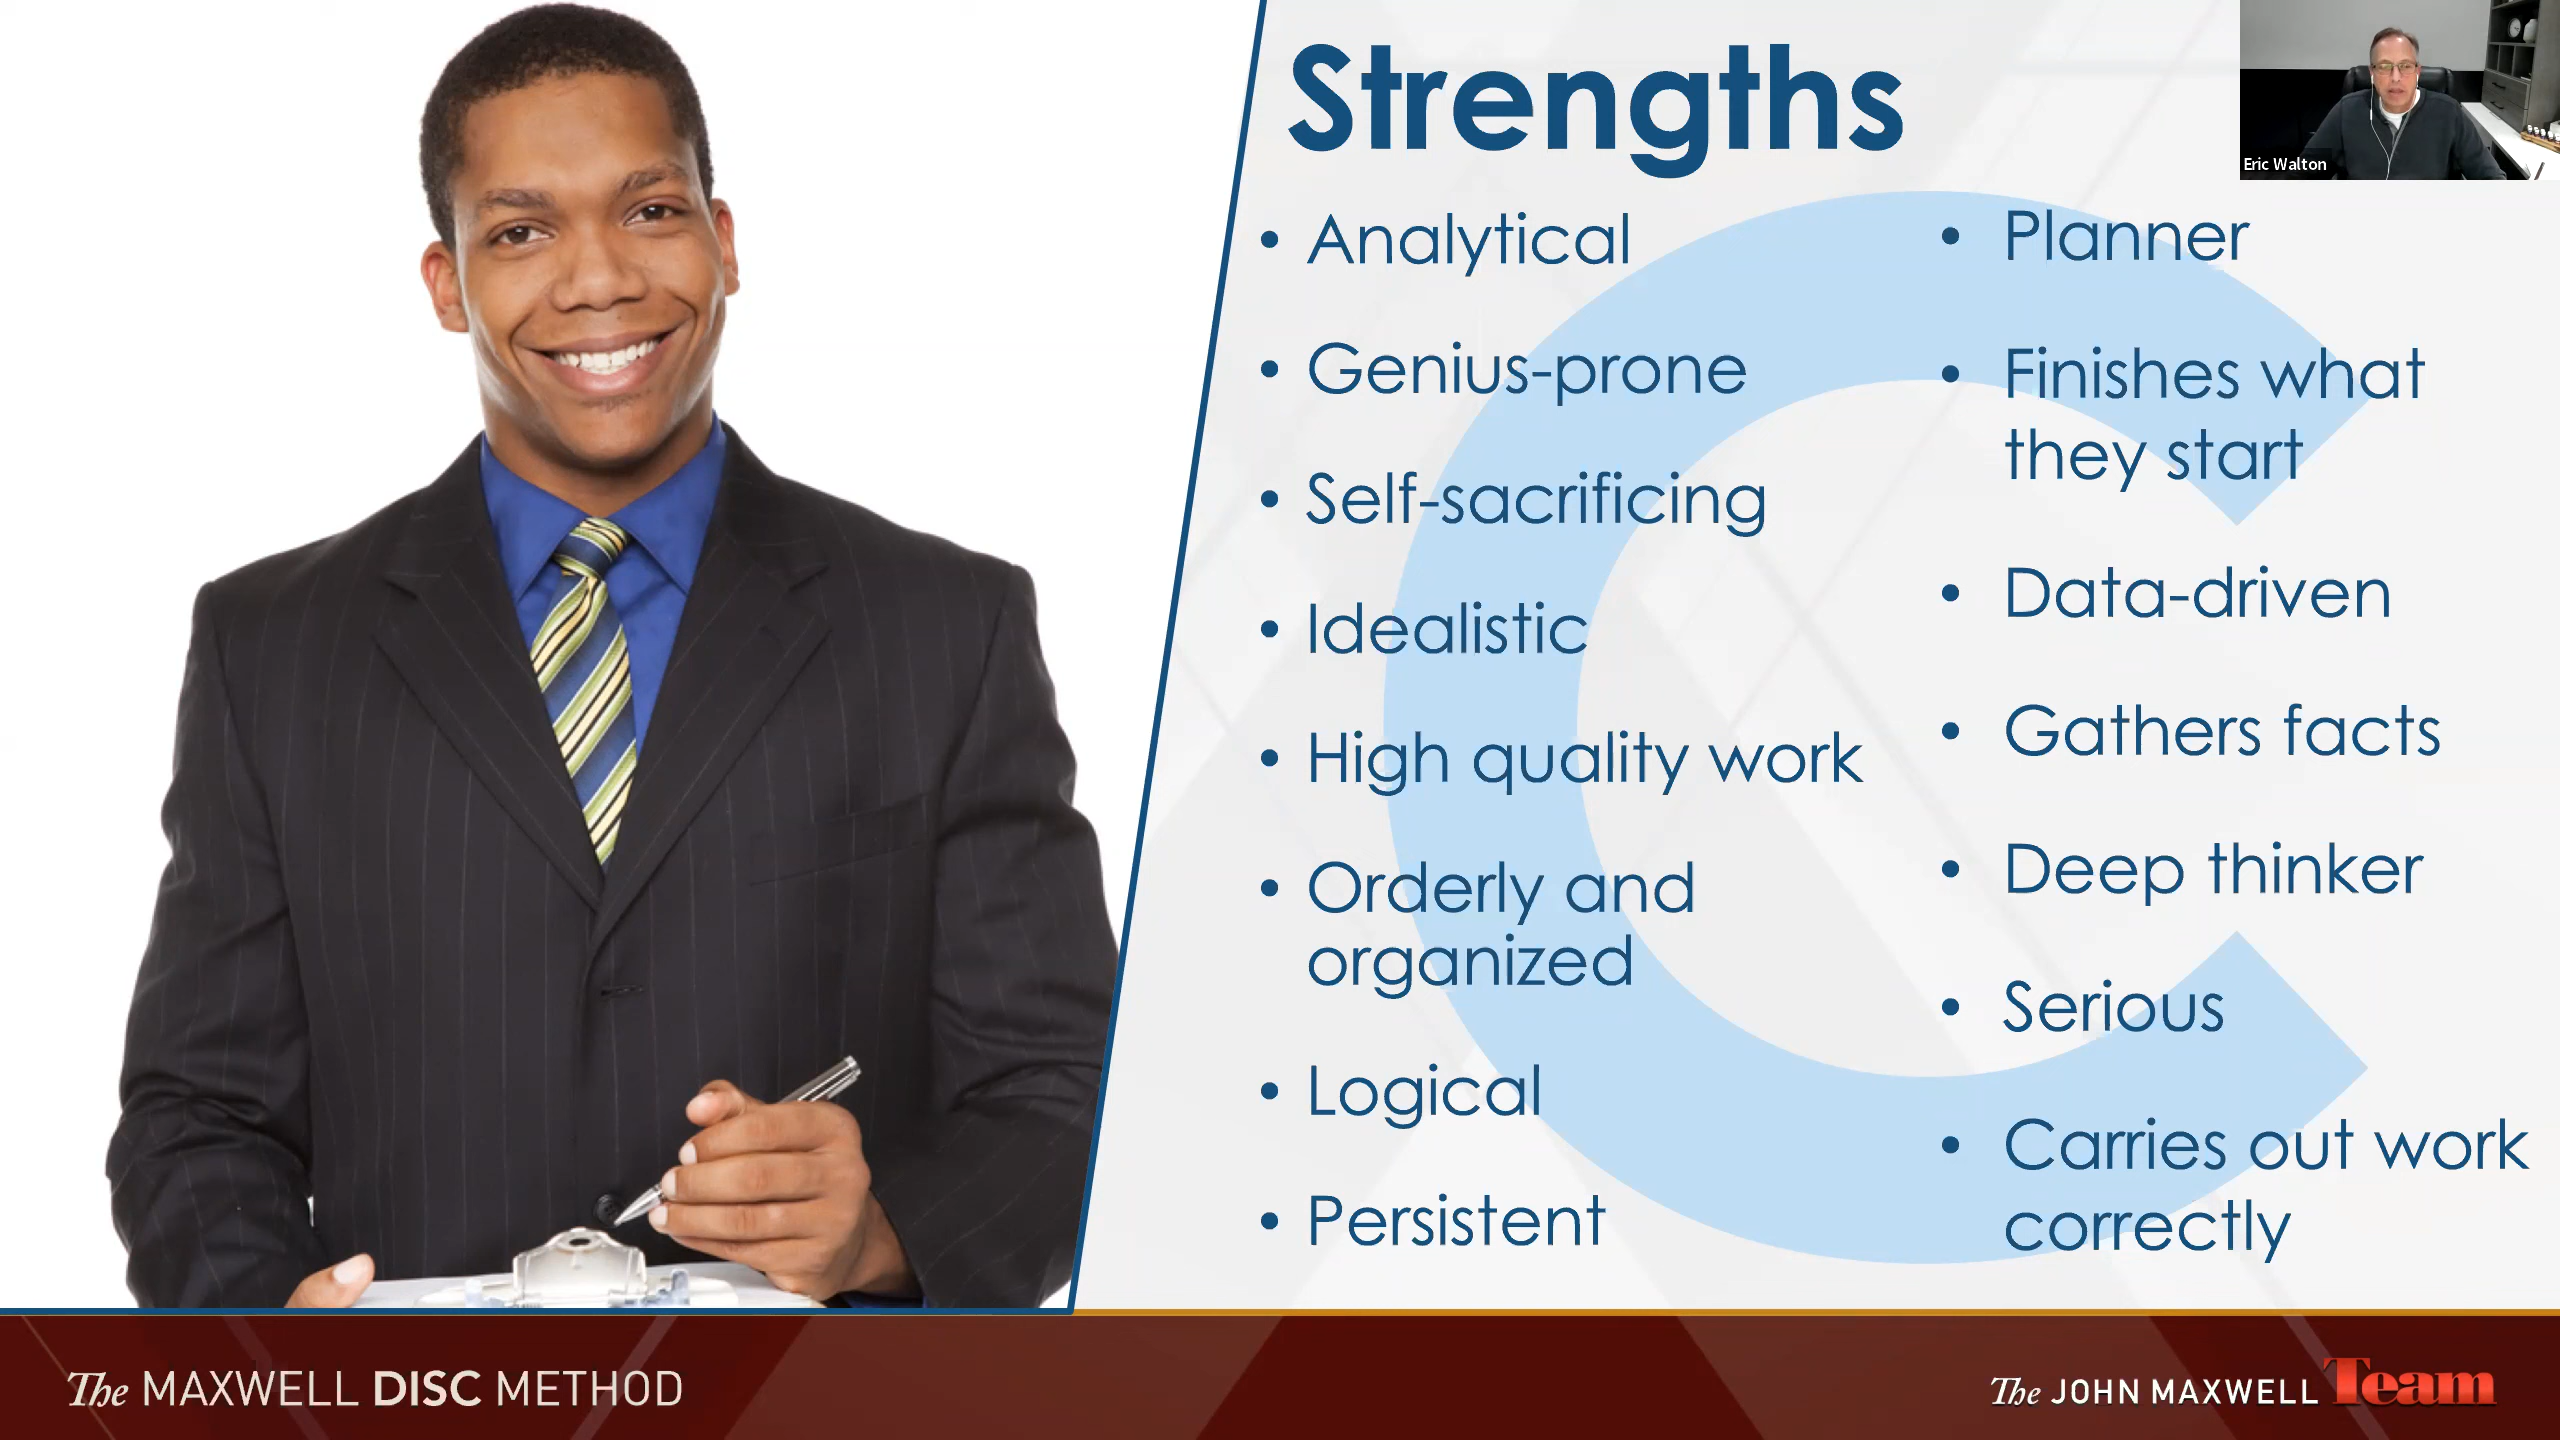 Strengths
Eric Walton
• Analytical
• Genius-prone
• Self-sacrificing
• Idealistic
• High quality work
• Orderly and
organized
• Logical
• Persistent
• Planner
• Finishes what
they start
• Data-driven
• Gathers facts
• Deep thinker
• Serious
• Carries out work
correctly
C
The MAXWELL DISC METHOD
The JOHN MAXWELL Team